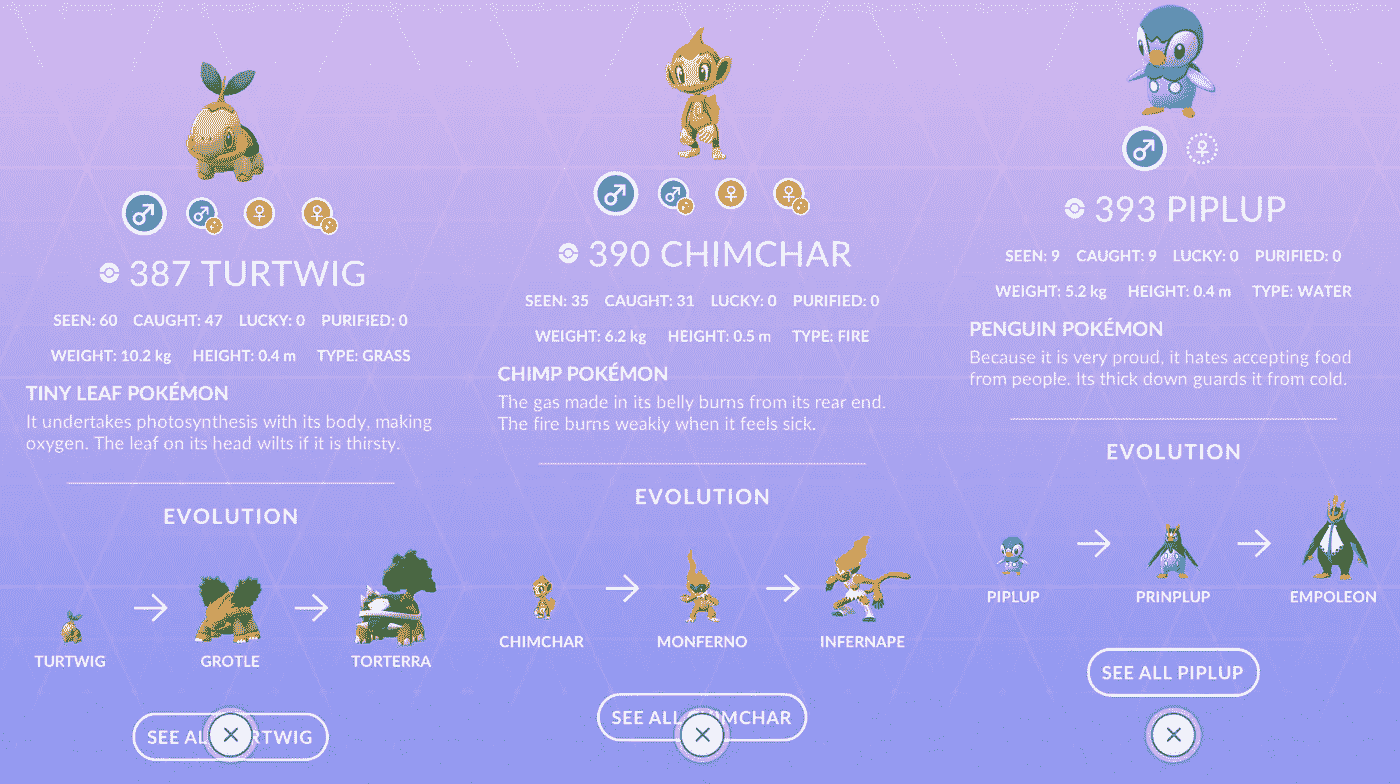 387 TURTWIG
SEEN: 60 CAUGHT: 47 LUCKY: 0 PURIFIED: 0
WEIGHT: 10.2 kg HEIGHT: 0.4 m TYPE: GRASS
TINY LEAF POKÉMON
It undertakes photosynthesis with its body, making
oxygen. The leaf on its head wilts if it is thirsty.
EVOLUTION
TURTWIG GROTLE TORTERRA
SEE AL RTWIG
390 CHIMCHAR
SEEN: 35 CAUGHT: 31 LUCKY: 0 PURIFIED: 0
WEIGHT: 6.2 kg HEIGHT: 0.5 m TYPE: FIRE
CHIMP POKÉMON
The gas made in its belly burns from its rear end.
The fire burns weakly when it feels sick.
EVOLUTION
CHIMCHAR MONFERNO INFERNAPE
SEE ALL CHIMCHAR
393 PIPLUP
SEEN: 9 CAUGHT: 9 LUCKY: 0 PURIFIED: 0
WEIGHT: 5.2 kg HEIGHT: 0.4 m TYPE: WATER
PENGUIN POKÉMON
Because it is very proud, it hates accepting food
from people. Its thick down guards it from cold.
EVOLUTION
PIPLUP PRINPLUP EMPOLEON
SEE ALL PIPLUP